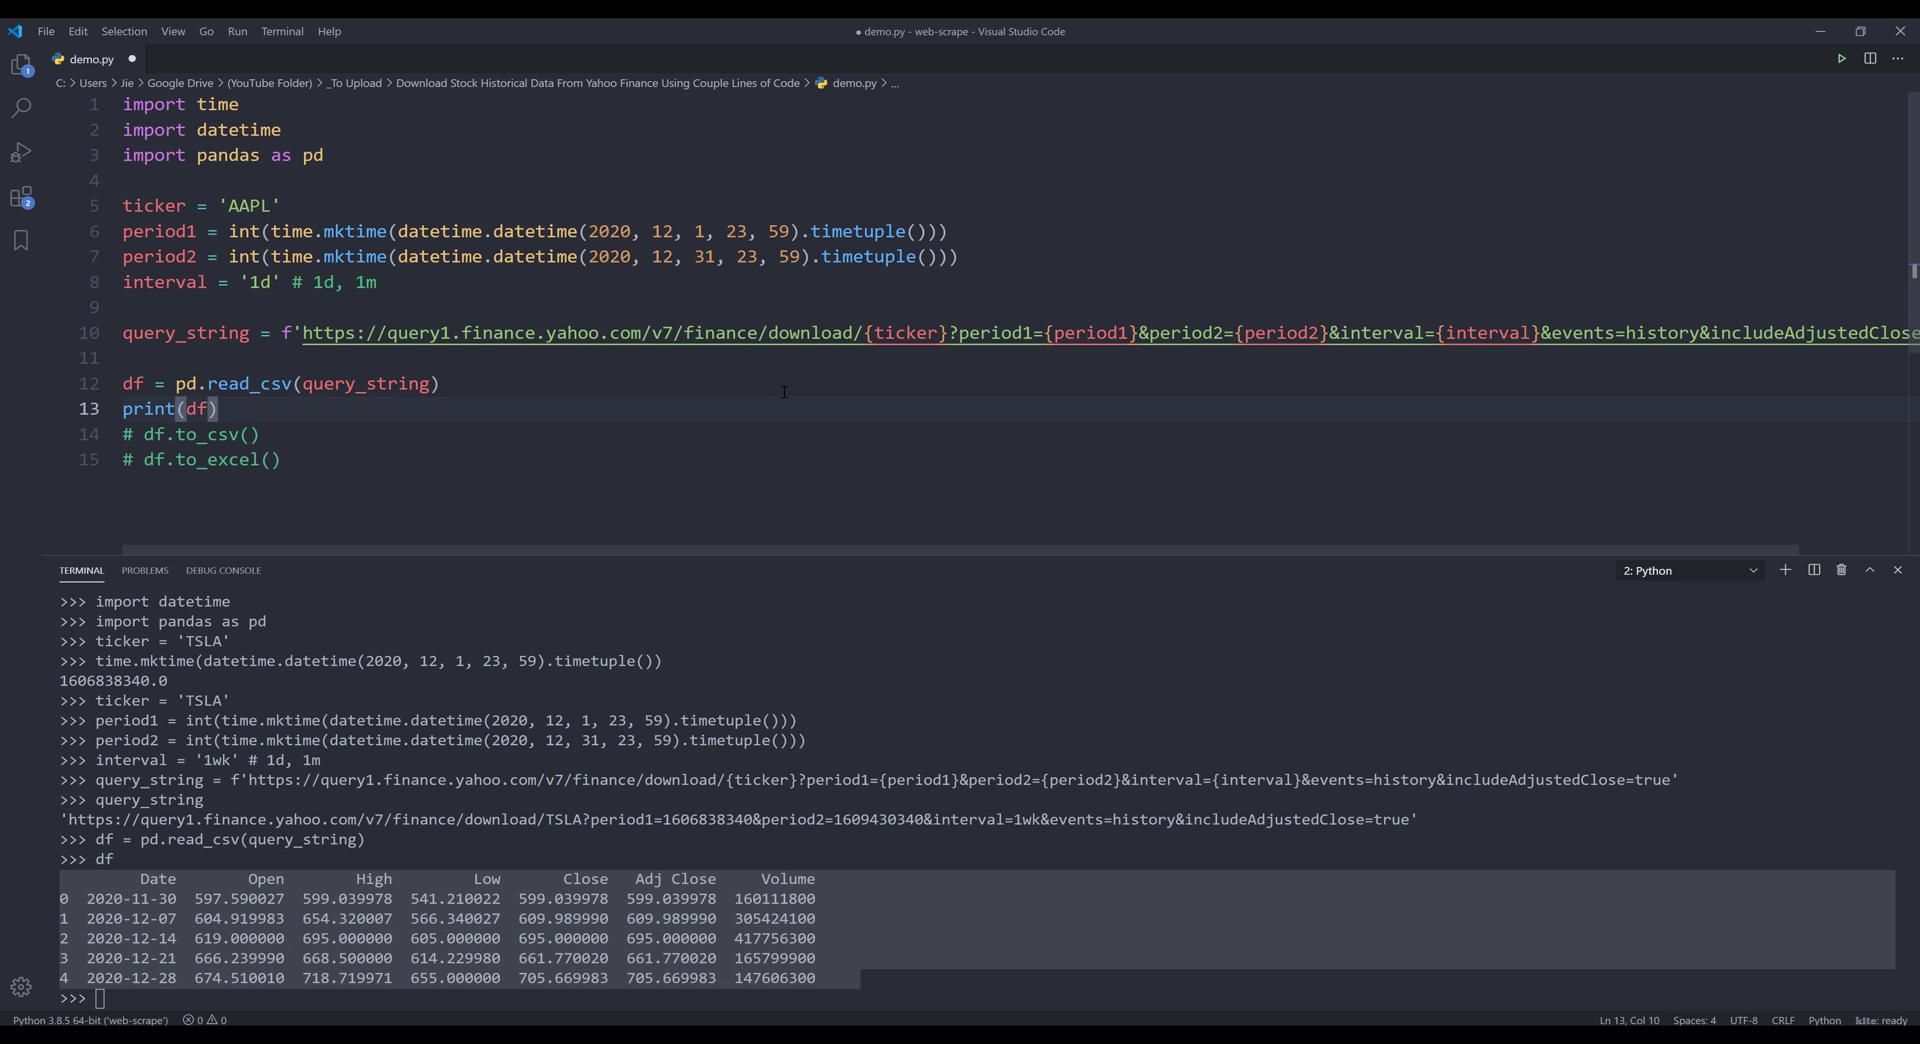 File Edit Selection View Go Run Terminal Help
● demo.py - web-scrape - Visual Studio Code
demo.py
C: > Users > Jie > Google Drive > (YouTube Folder) > _To Upload > Download Stock Historical Data From Yahoo Finance Using Couple Lines of Code > demo.py > ...
1 import time
2 import datetime
3 import pandas as pd
4
5 ticker = 'AAPL'
6 period1 = int(time.mktime(datetime.datetime(2020, 12, 1, 23, 59).timetuple()))
7 period2 = int(time.mktime(datetime.datetime(2020, 12, 31, 23, 59).timetuple()))
8 interval = '1d' # 1d, 1m
9
10 query_string = f'https://query1.finance.yahoo.com/v7/finance/download/{ticker}?period1={period1}&period2={period2}&interval={interval}&events=history&includeAdjustedClose
11
12 df = pd.read_csv(query_string)
13 print(df)
14 # df.to_csv()
15 # df.to_excel()
1
2
TERMINAL PROBLEMS DEBUG CONSOLE
2: Python
>>> import datetime
>>> import pandas as pd
>>> ticker = 'TSLA'
>>> time.mktime(datetime.datetime(2020, 12, 1, 23, 59).timetuple())
1606838340.0
>>> ticker = 'TSLA'
>>> period1 = int(time.mktime(datetime.datetime(2020, 12, 1, 23, 59).timetuple()))
>>> period2 = int(time.mktime(datetime.datetime(2020, 12, 31, 23, 59).timetuple()))
>>> interval = '1wk' # 1d, 1m
>>> query_string = f'https://query1.finance.yahoo.com/v7/finance/download/{ticker}?period1={period1}&period2={period2}&interval={interval}&events=history&includeAdjustedClose=true'
>>> query_string
'https://query1.finance.yahoo.com/v7/finance/download/TSLA?period1=1606838340&period2=1609430340&interval=1wk&events=history&includeAdjustedClose=true'
>>> df = pd.read_csv(query_string)
>>> df
Date Open High Low Close Adj Close Volume
0 2020-11-30 597.590027 599.039978 541.210022 599.039978 599.039978 160111800
1 2020-12-07 604.919983 654.320007 566.340027 609.989990 609.989990 305424100
2 2020-12-14 619.000000 695.000000 605.000000 695.000000 695.000000 417756300
3 2020-12-21 666.239990 668.500000 614.229980 661.770020 661.770020 165799900
4 2020-12-28 674.510010 718.719971 655.000000 705.669983 705.669983 147606300
>>>
Python 3.8.5 64-bit ('web-scrape') 0 0
Ln 13, Col 10 Spaces: 4 UTF-8 CRLF Python kite: ready